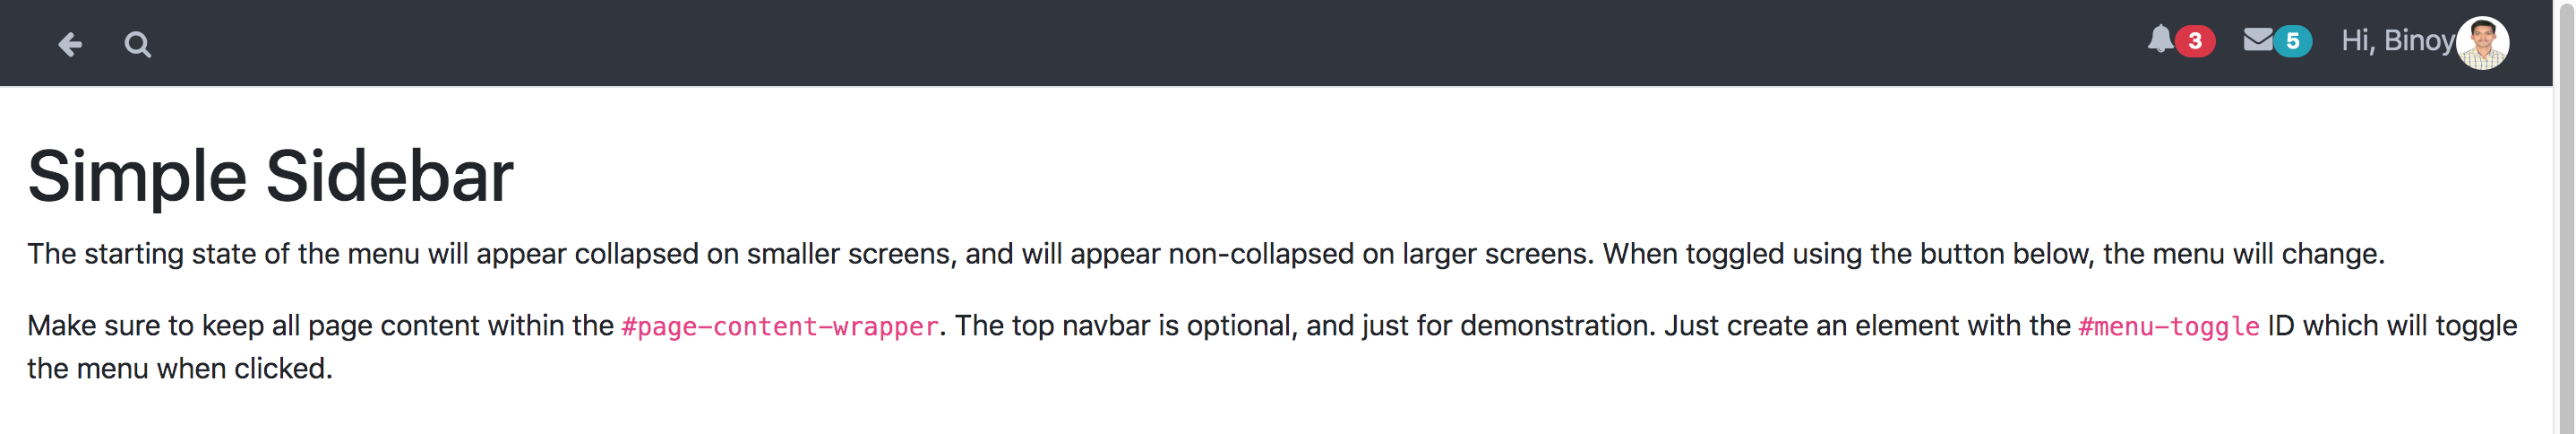 3 5 Hi, Binoy
Simple Sidebar
The starting state of the menu will appear collapsed on smaller screens, and will appear non-collapsed on larger screens. When toggled using the button below, the menu will change.
Make sure to keep all page content within the #page-content-wrapper. The top navbar is optional, and just for demonstration. Just create an element with the #menu-toggle ID which will toggle
the menu when clicked.